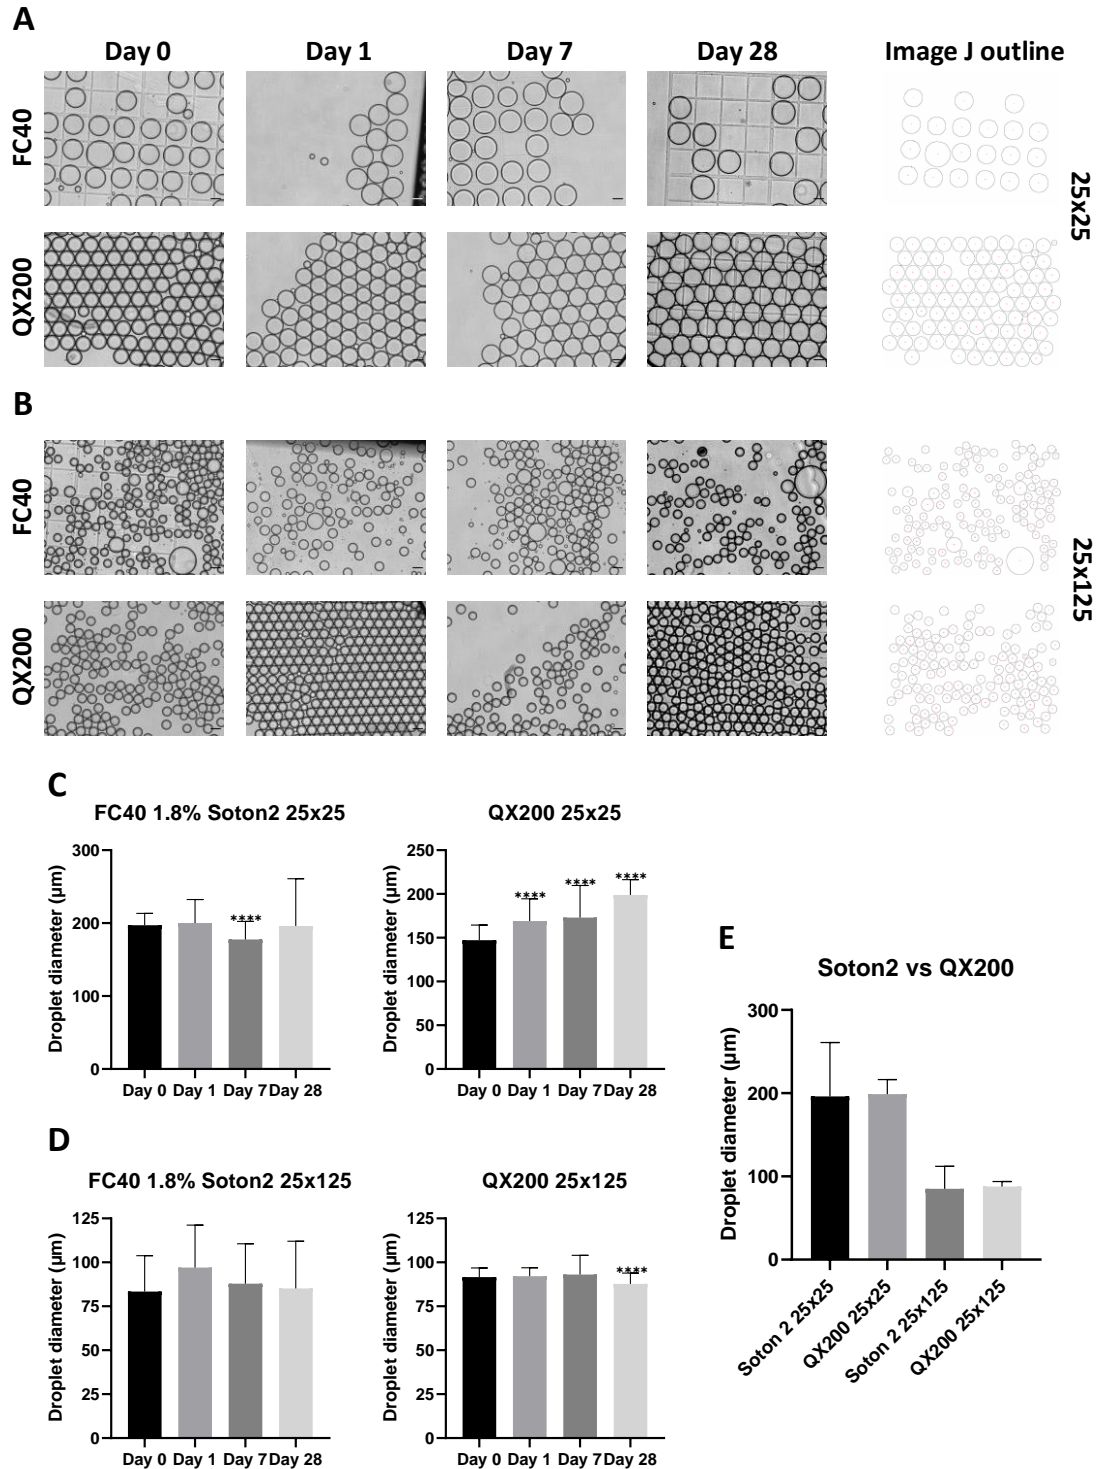 A
Day 0 Day 1 Day 7 Day 28 Image J outline
FC40
QX200
25x25
B
FC40
QX200
25x125
C
FC40 1.8% Soton2 25x25
Droplet diameter (µm)
300
200
100
0
****
Day 0 Day 1 Day 7 Day 28
QX200 25x25
Droplet diameter (µm)
250
200
150
100
50
0
**** **** ****
Day 0 Day 1 Day 7 Day 28
D
FC40 1.8% Soton2 25x125
Droplet diameter (µm)
125
100
75
50
25
0
Day 0 Day 1 Day 7 Day 28
QX200 25x125
Droplet diameter (µm)
125
100
75
50
25
0
****
Day 0 Day 1 Day 7 Day 28
E
Soton2 vs QX200
Droplet diameter (µm)
300
200
100
0
Soton 2 25x25
QX200 25x25
Soton 2 25x125
QX200 25x125